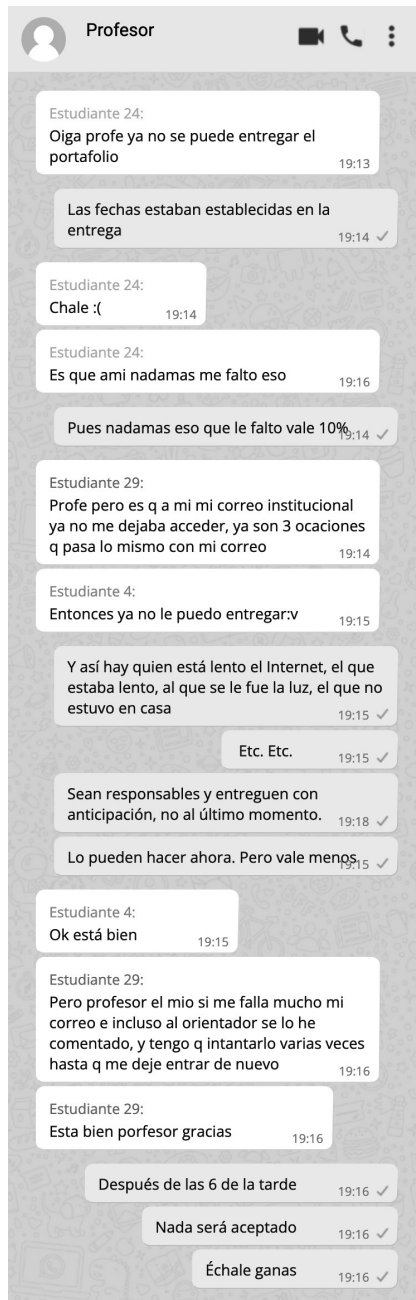 Profesor
Estudiante 24:
Oiga profe ya no se puede entregar el
portafolio
19:13
Las fechas estaban establecidas en la
entrega
19:14
Estudiante 24:
Chale :(
19:14
Estudiante 24:
Es que ami nadamas me falto eso
19:16
Pues nadamas eso que le falto vale 10%
19:14
Estudiante 29:
Profe pero es q a mi mi correo institucional
ya no me dejaba acceder, ya son 3 ocaciones
q pasa lo mismo con mi correo
19:14
Estudiante 4:
Entonces ya no le puedo entregar:v
19:15
Y así hay quien está lento el Internet, el que
estaba lento, al que se le fue la luz, el que no
estuvo en casa
19:15
Etc. Etc.
19:15
Sean responsables y entreguen con
anticipación, no al último momento.
19:18
Lo pueden hacer ahora. Pero vale menos.
19:15
Estudiante 4:
Ok está bien
19:15
Estudiante 29:
Pero profesor el mio si me falla mucho mi
correo e incluso al orientador se lo he
comentado, y tengo q intantarlo varias veces
hasta q me deje entrar de nuevo
19:16
Estudiante 29:
Esta bien porfesor gracias
19:16
Después de las 6 de la tarde
19:16
Nada será aceptado
19:16
Échale ganas
19:16